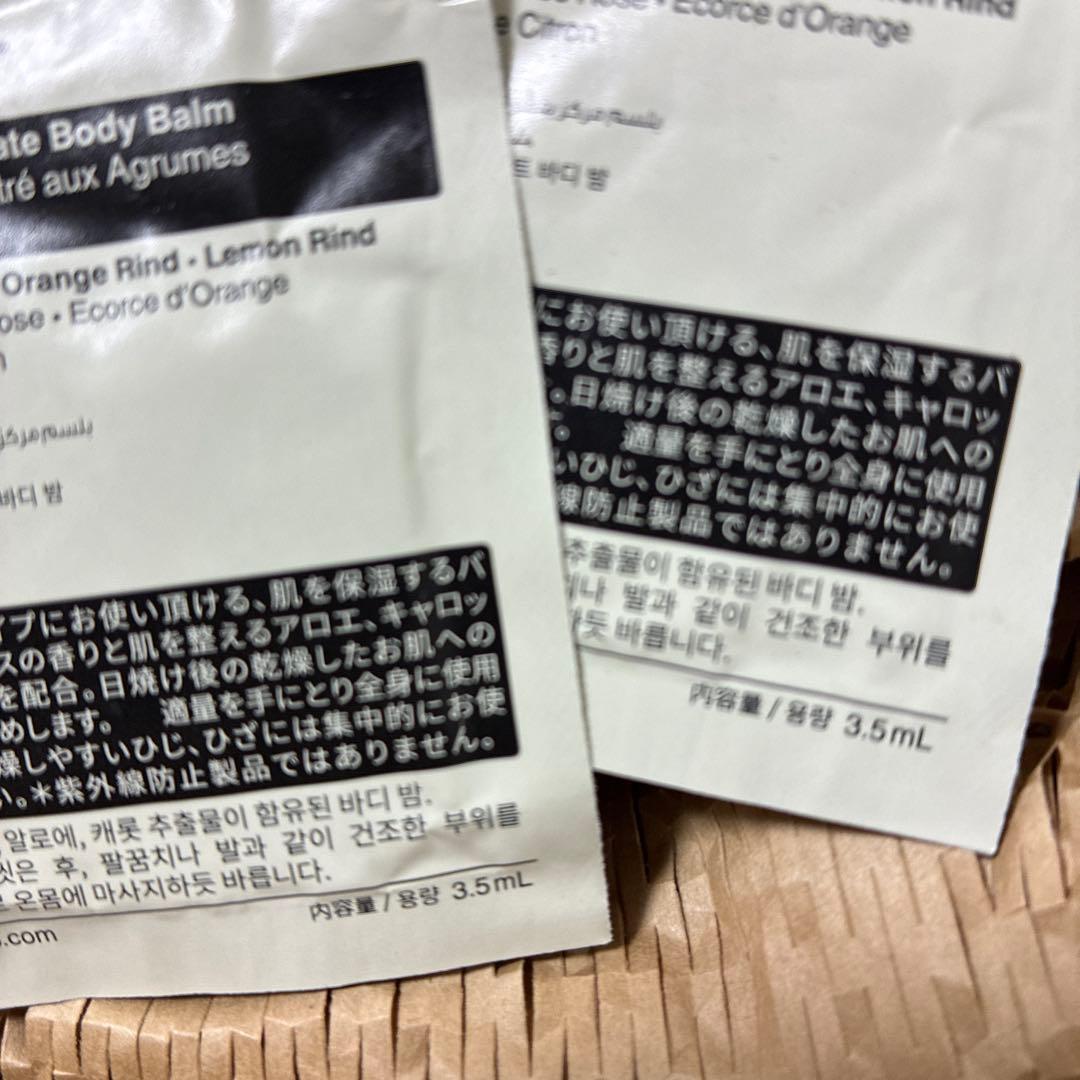 ate Body Balm
tré aux Agrumes
Orange Rind • Lemon Rind
ose • Ecorce d'Orange
بلسم مركز
바디 밤
プにお使い頂ける、肌を保湿するバ
スの香りと肌を整えるアロエ、キャロッ
を配合。日焼け後の乾燥したお肌への
めします。 適量を手にとり全身に使用
燥しやすいひじ、ひざには集中的にお使
い。*紫外線防止製品ではありません。
알로에, 캐롯 추출물이 함유된 바디 밤.
씻은 후, 팔꿈치나 발과 같이 건조한 부위를
온몸에 마사지하듯 바릅니다.
内容量 / 용량 3.5mL
.com
Rose • Ecorce d'Orange
Citron
بلسم مركز
트 바디 밤
にお使い頂ける、肌を保湿するバ
香りと肌を整えるアロエ、キャロッ
。日焼け後の乾燥したお肌への
適量を手にとり全身に使用
いひじ、ひざには集中的にお使
線防止製品ではありません。
추출물이 함유된 바디 밤.
나 발과 같이 건조한 부위를
하듯 바릅니다.
内容量 / 용량 3.5mL